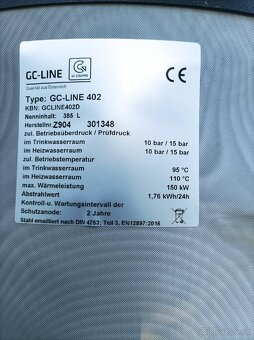 GC-LINE
GC-LINE
Qualität aus Österreich
CE
Type: GC-LINE 402
KBN: GCLINE402D
Nenninhalt: 385 L
Herstellnr. Z904 301348
zul. Betriebsüberdruck / Prüfdruck
im Trinkwasserraum 10 bar / 15 bar
im Heizwasserraum 10 bar / 15 bar
zul. Betriebstemperatur
im Trinkwasserraum 95 °C
im Heizwasserraum 110 °C
max. Wärmeleistung 150 kW
Abstrahlwert 1,76 kWh/24h
Kontroll-u. Wartungsintervall der
Schutzanode: 2 Jahre
Stahl emailliert nach DIN 4753; Teil 3, EN12897:2016